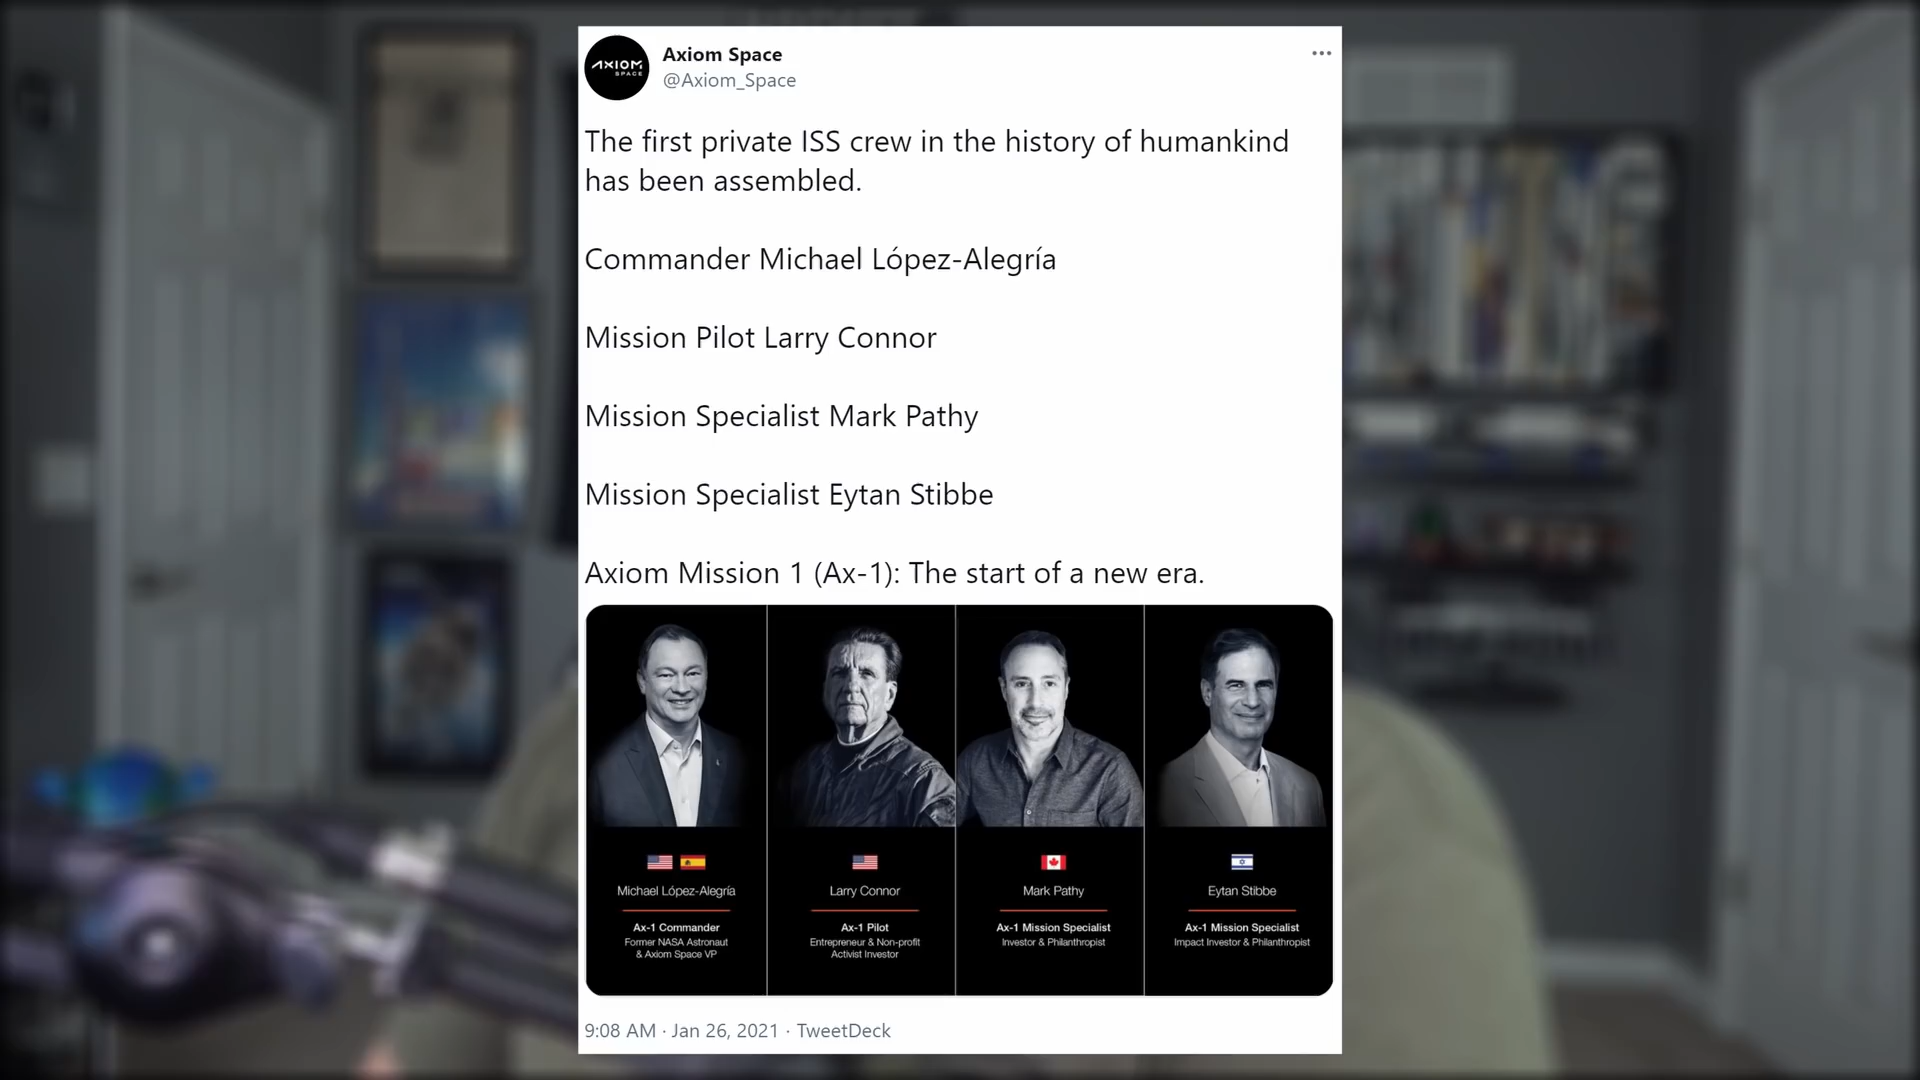 AXIOM
SPACE
Axiom Space
@Axiom_Space
The first private ISS crew in the history of humankind
has been assembled.
Commander Michael López-Alegría
Mission Pilot Larry Connor
Mission Specialist Mark Pathy
Mission Specialist Eytan Stibbe
Axiom Mission 1 (Ax-1): The start of a new era.
Michael López-Alegría
Ax-1 Commander
Former NASA Astronaut
& Axiom Space VP
Larry Connor
Ax-1 Pilot
Entrepreneur & Non-profit
Activist Investor
Mark Pathy
Ax-1 Mission Specialist
Investor & Philanthropist
Eytan Stibbe
Ax-1 Mission Specialist
Impact Investor & Philanthropist
9:08 AM · Jan 26, 2021 · TweetDeck